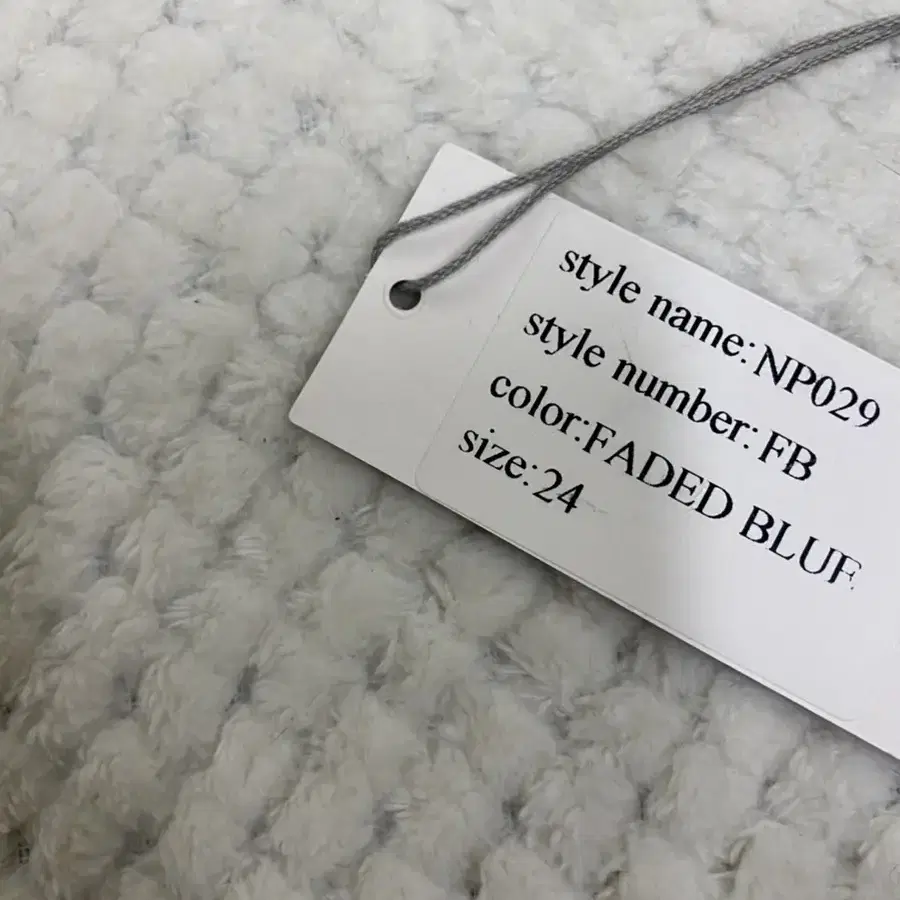 style name: NP029
style number: FB
color:FADED BLUE
size: 24